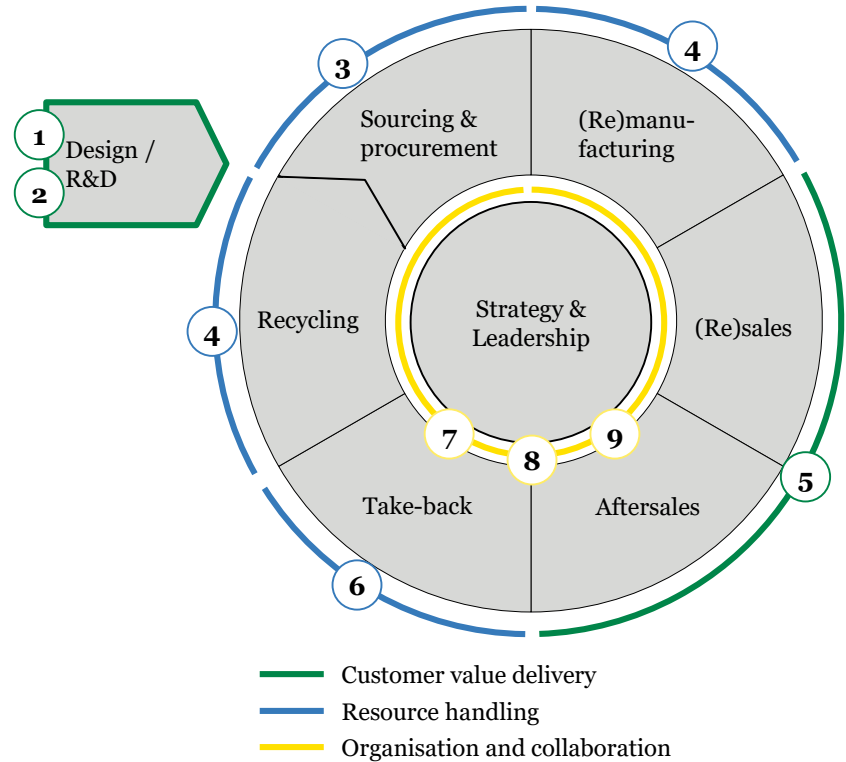 3
4
1
2
Design /
R&D
Sourcing &
procurement
(Re)manu-
facturing
4
Recycling
Strategy &
Leadership
(Re)sales
7
8
9
5
Take-back
Aftersales
6
Customer value delivery
Resource handling
Organisation and collaboration